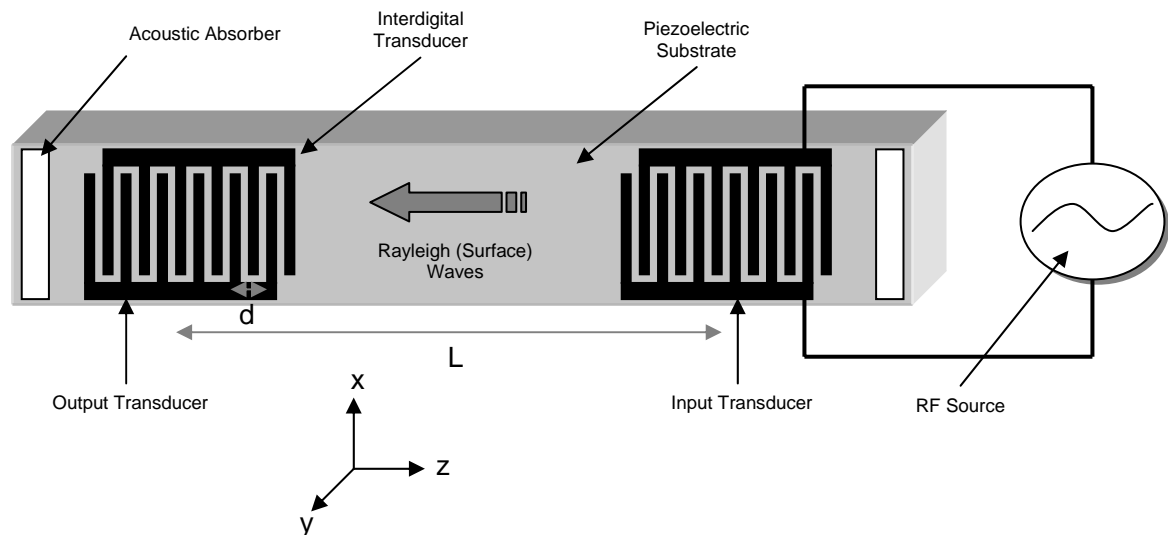 Acoustic Absorber
Interdigital
Transducer
Piezoelectric
Substrate
Rayleigh (Surface)
Waves
d
L
Output Transducer
Input Transducer
RF Source
x
z
y